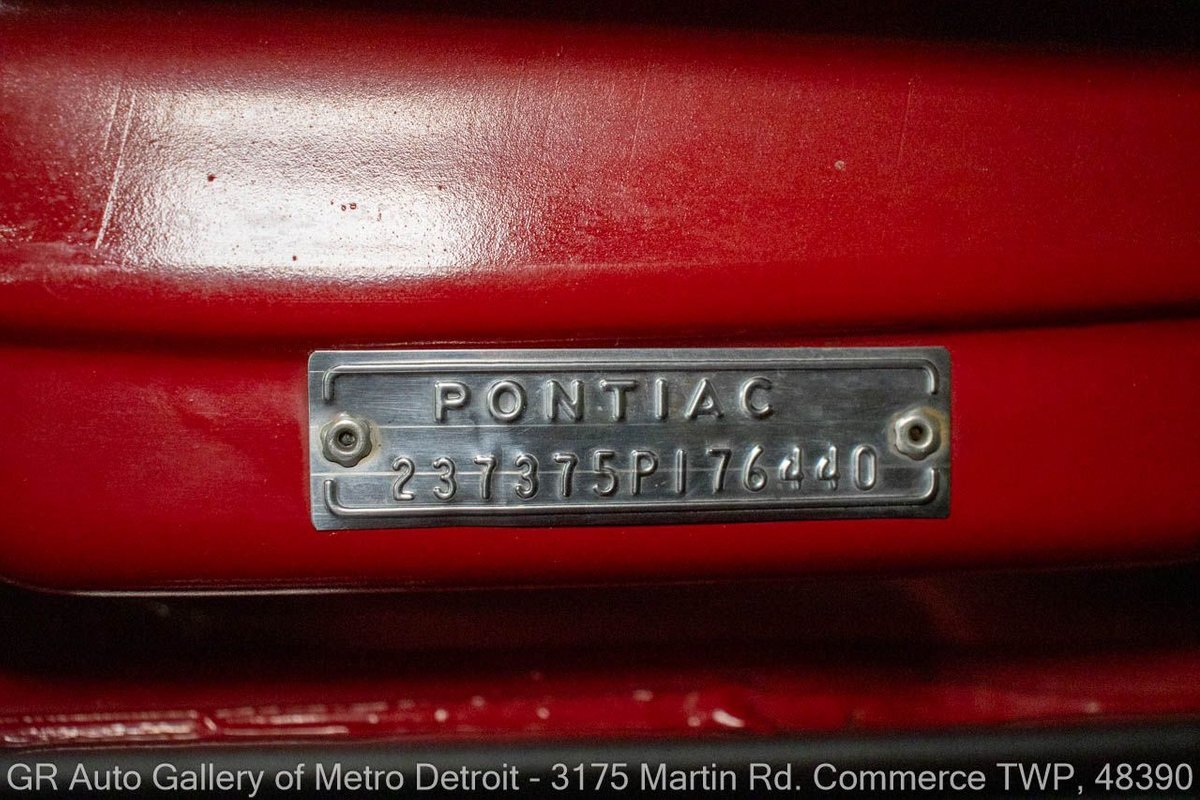 PONTIAC
237375P176440
GR Auto Gallery of Metro Detroit - 3175 Martin Rd. Commerce TWP, 48390